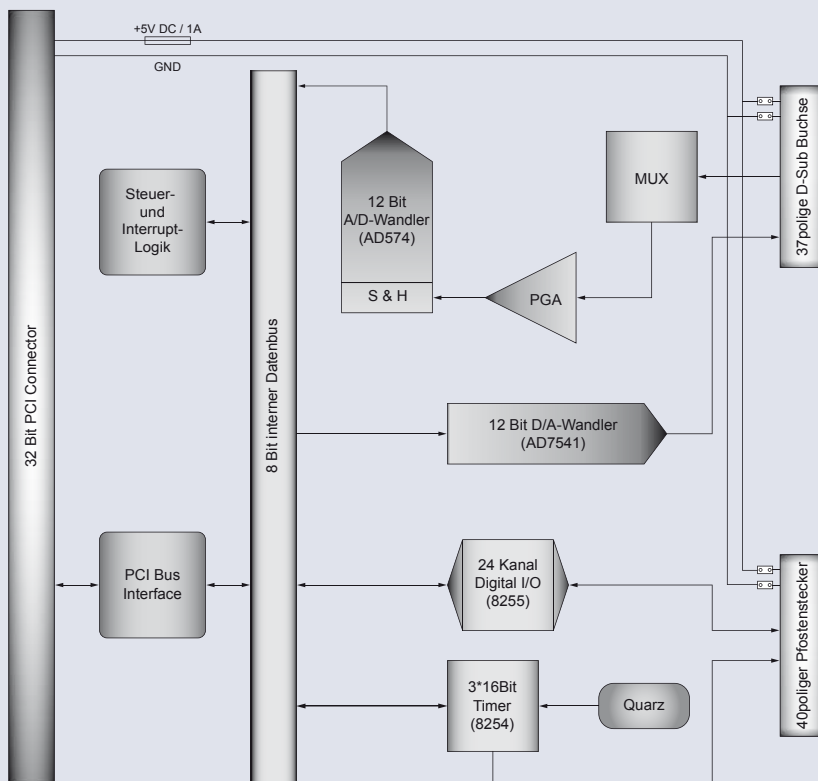 +5V DC / 1A
GND
32 Bit PCI Connector
8 Bit interner Datenbus
37polige D-Sub Buchse
Steuer-
und
Interrupt-
Logik
12 Bit
A/D-Wandler
(AD574)
S & H
MUX
PGA
12 Bit D/A-Wandler
(AD7541)
PCI Bus
Interface
24 Kanal
Digital I/O
(8255)
40poliger Pfostenstecker
3*16Bit
Timer
(8254)
Quarz